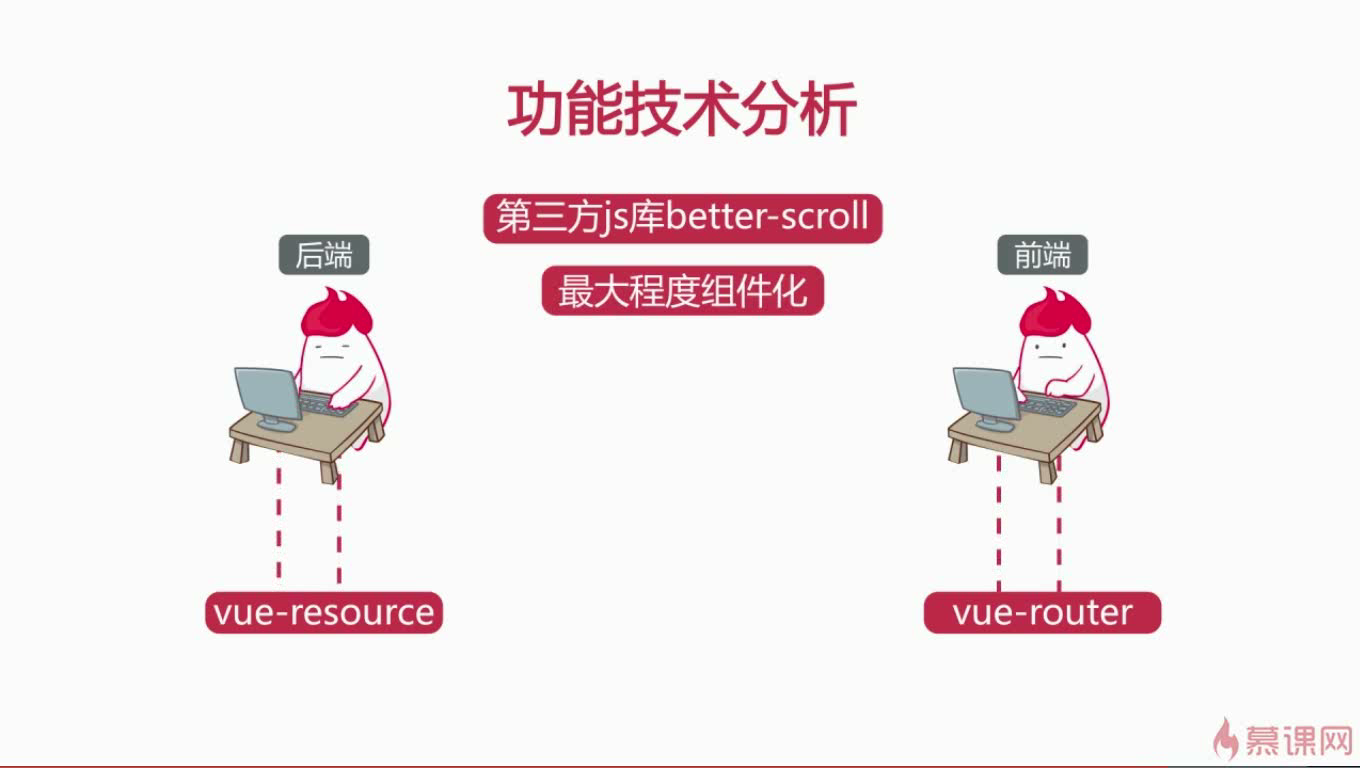 功能技术分析
第三方js库better-scroll
后端
前端
最大程度组件化
vue-resource
vue-router
慕课网